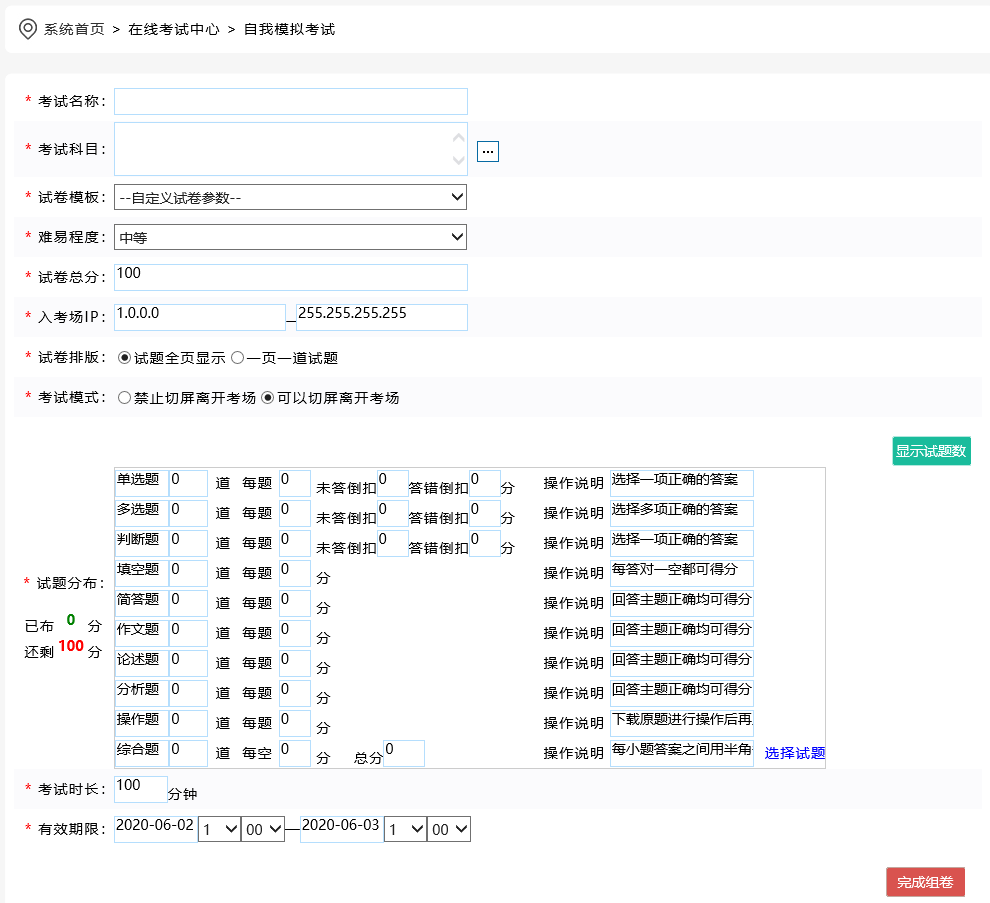 系统首页 > 在线考试中心 > 自我模拟考试
* 考试名称：
* 考试科目： ...
* 试卷模板： --自定义试卷参数--
* 难易程度： 中等
* 试卷总分： 100
* 入考场IP： 1.0.0.0 — 255.255.255.255
* 试卷排版： 试题全页显示 一页一道试题
* 考试模式： 禁止切屏离开考场 可以切屏离开考场
显示试题数
单选题 0 道 每题 0 未答倒扣 0 答错倒扣 0 分 操作说明 选择一项正确的答案
多选题 0 道 每题 0 未答倒扣 0 答错倒扣 0 分 操作说明 选择多项正确的答案
判断题 0 道 每题 0 未答倒扣 0 答错倒扣 0 分 操作说明 选择一项正确的答案
填空题 0 道 每题 0 分 操作说明 每答对一空都可得分
* 试题分布：
简答题 0 道 每题 0 分 操作说明 回答主题正确均可得分
已布 0 分
作文题 0 道 每题 0 分 操作说明 回答主题正确均可得分
还剩 100 分
论述题 0 道 每题 0 分 操作说明 回答主题正确均可得分
分析题 0 道 每题 0 分 操作说明 回答主题正确均可得分
操作题 0 道 每题 0 分 操作说明 下载原题进行操作后再
综合题 0 道 每空 0 分 总分 0 操作说明 每小题答案之间用半角 选择试题
* 考试时长： 100 分钟
* 有效期限： 2020-06-02 1 00 — 2020-06-03 1 00
完成组卷